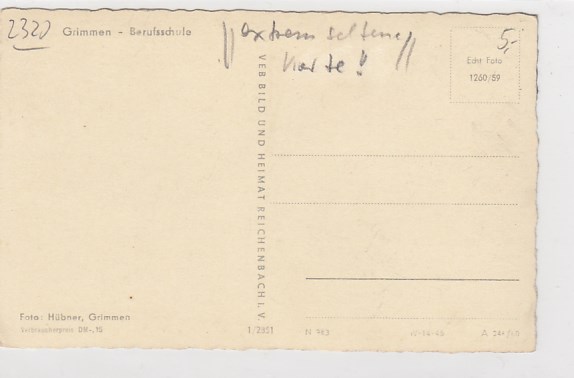 2320
Grimmen - Berufsschule
"extrem seltene
Karte!"
5,-
Echt Foto
1260/59
VEB BILD UND HEIMAT REICHENBACH I. V.
Foto: Hübner, Grimmen
Verbraucherpreis DM -,15
1/2351